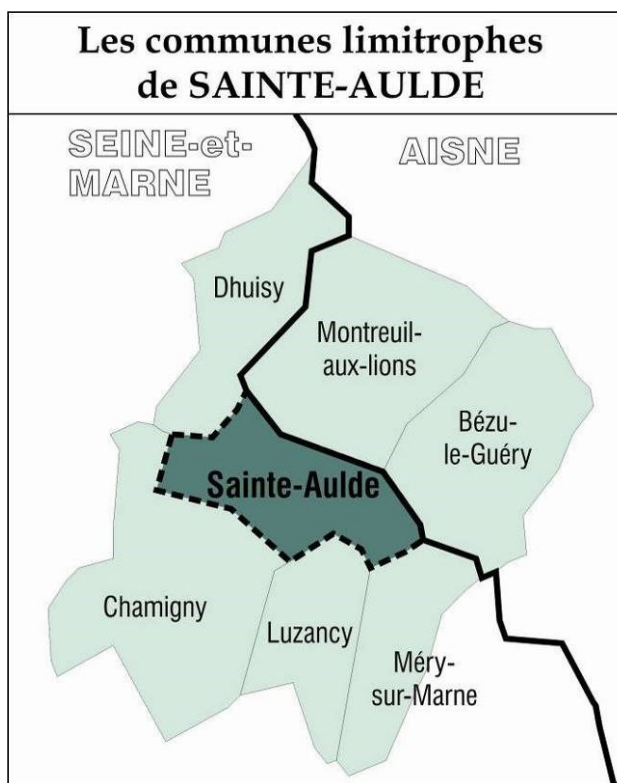 Les communes limitrophes
de SAINTE-AULDE
SEINE-et-
MARNE
AISNE
Dhuisy
Montreuil-
aux-lions
Bézu-
le-Guéry
Sainte-Aulde
Chamigny
Luzancy
Méry-
sur-Marne